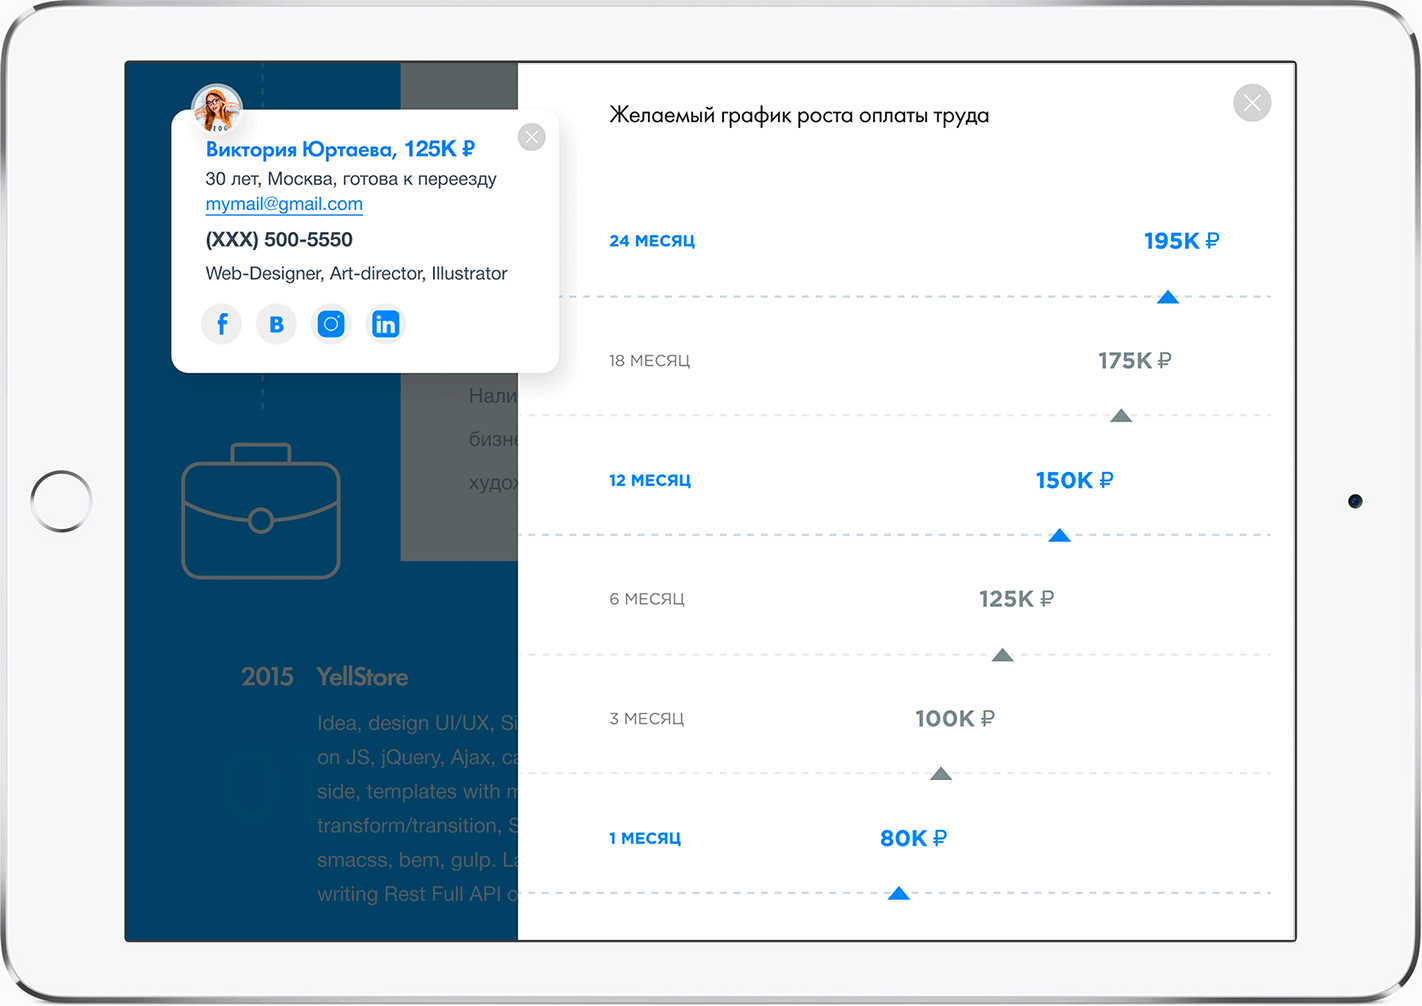 Виктория Юртаева, 125K ₽
30 лет, Москва, готова к переезду
mymail@gmail.com
(XXX) 500-5550
Web-Designer, Art-director, Illustrator
Нали
бизне
худож
2015 YellStore
Idea, design UI/UX, Si
on JS, jQuery, Ajax, ca
side, templates with m
transform/transition, S
smacss, bem, gulp. La
writing Rest Full API o
Желаемый график роста оплаты труда
24 МЕСЯЦ 195K ₽
18 МЕСЯЦ 175K ₽
12 МЕСЯЦ 150K ₽
6 МЕСЯЦ 125K ₽
3 МЕСЯЦ 100K ₽
1 МЕСЯЦ 80K ₽